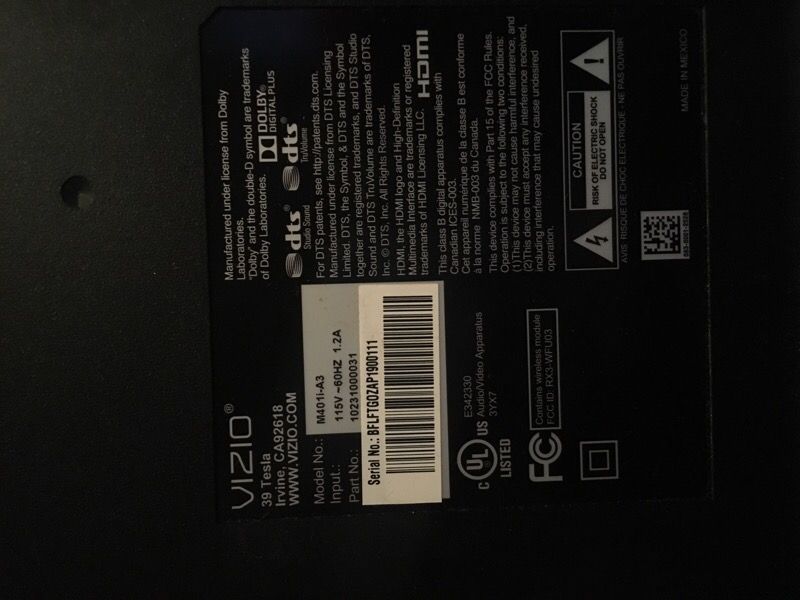 VIZIO®
39 Tesla
Irvine, CA92618
WWW.VIZIO.COM
Model No.: M401i-A3
Input.: 115V ~60HZ 1.2A
Part No.: 10231000031
Serial No.: BFLFTGOZAP1900111
C UL US
LISTED
E342330
Audio/Video Apparatus
3YX7
FC
Contains wireless module
FCC ID: RX3-WFU03
Manufactured under license from Dolby
Laboratories.
"Dolby" and the double-D symbol are trademarks
of Dolby Laboratories.
DOLBY®
DIGITAL PLUS
dts
Studio Sound
dts
TruVolume
For DTS patents, see http://patents.dts.com.
Manufactured under license from DTS Licensing
Limited. DTS, the Symbol, & DTS and the Symbol
together are registered trademarks, and DTS Studio
Sound and DTS TruVolume are trademarks of DTS,
Inc. © DTS, Inc. All Rights Reserved.
HDMI, the HDMI logo and High-Definition
Multimedia Interface are trademarks or registered
trademarks of HDMI Licensing LLC.
HDMI
This class B digital apparatus complies with
Canadian ICES-003.
Cet appareil numérique de la classe B est conforme
à la norme NMB-003 du Canada.
This device complies with Part 15 of the FCC Rules.
Operation is subject to the following two conditions:
(1)This device may not cause harmful interference, and
(2)This device must accept any interference received,
including interference that may cause undesired
operation.
CAUTION
RISK OF ELECTRIC SHOCK
DO NOT OPEN
AVIS RISQUE DE CHOC ELECTRIQUE - NE PAS OUVRIR
MADE IN MEXICO